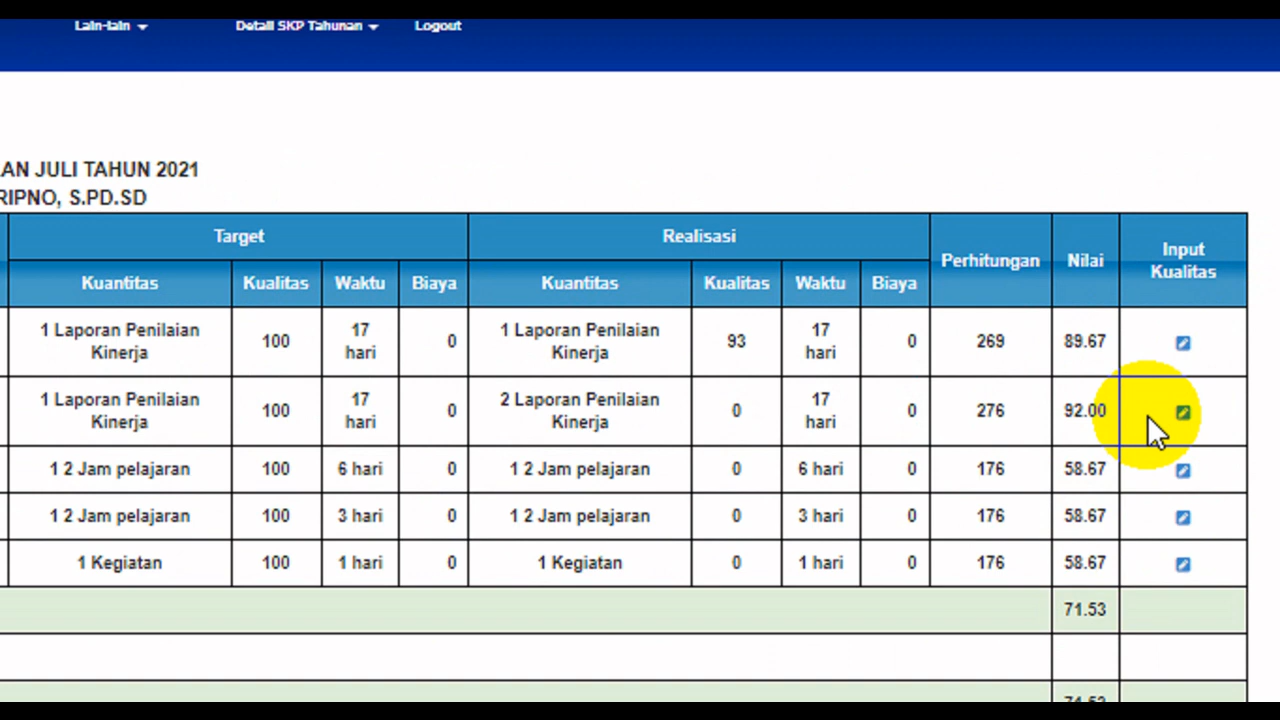 Lain-lain Detail SKP Tahunan Logout
AN JULI TAHUN 2021
RIPNO, S.PD.SD
Target Realisasi Perhitungan Nilai Input Kualitas
Kuantitas Kualitas Waktu Biaya Kuantitas Kualitas Waktu Biaya
1 Laporan Penilaian Kinerja 100 17 hari 0 1 Laporan Penilaian Kinerja 93 17 hari 0 269 89.67
1 Laporan Penilaian Kinerja 100 17 hari 0 2 Laporan Penilaian Kinerja 0 17 hari 0 276 92.00
1 2 Jam pelajaran 100 6 hari 0 1 2 Jam pelajaran 0 6 hari 0 176 58.67
1 2 Jam pelajaran 100 3 hari 0 1 2 Jam pelajaran 0 3 hari 0 176 58.67
1 Kegiatan 100 1 hari 0 1 Kegiatan 0 1 hari 0 176 58.67
71.53